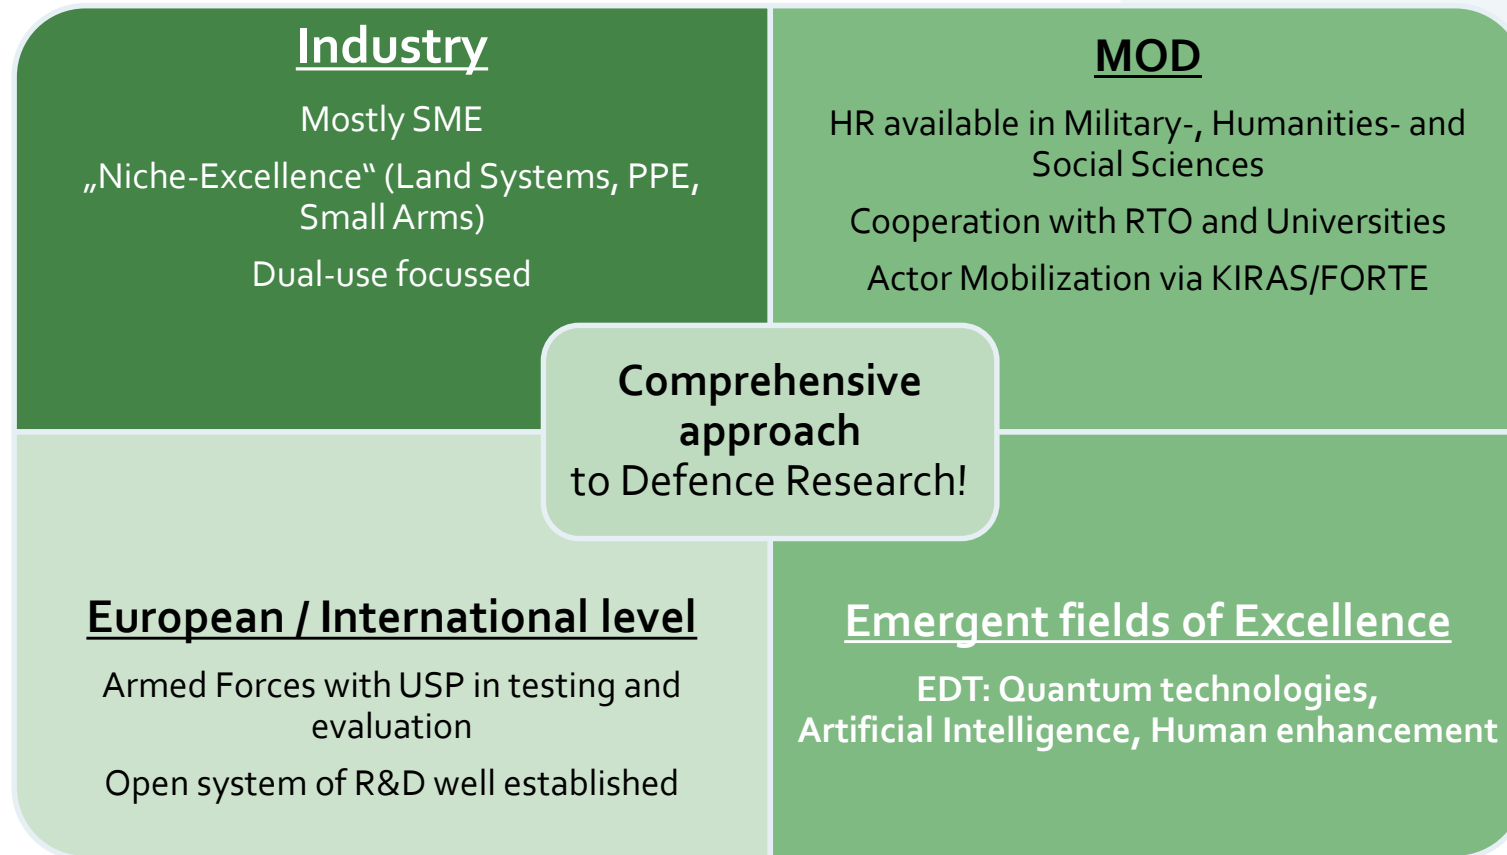 Industry
Mostly SME
„Niche-Excellence“ (Land Systems, PPE,
Small Arms)
Dual-use focussed
MOD
HR available in Military-, Humanities- and
Social Sciences
Cooperation with RTO and Universities
Actor Mobilization via KIRAS/FORTE
Comprehensive
approach
to Defence Research!
European / International level
Armed Forces with USP in testing and
evaluation
Open system of R&D well established
Emergent fields of Excellence
EDT: Quantum technologies,
Artificial Intelligence, Human enhancement